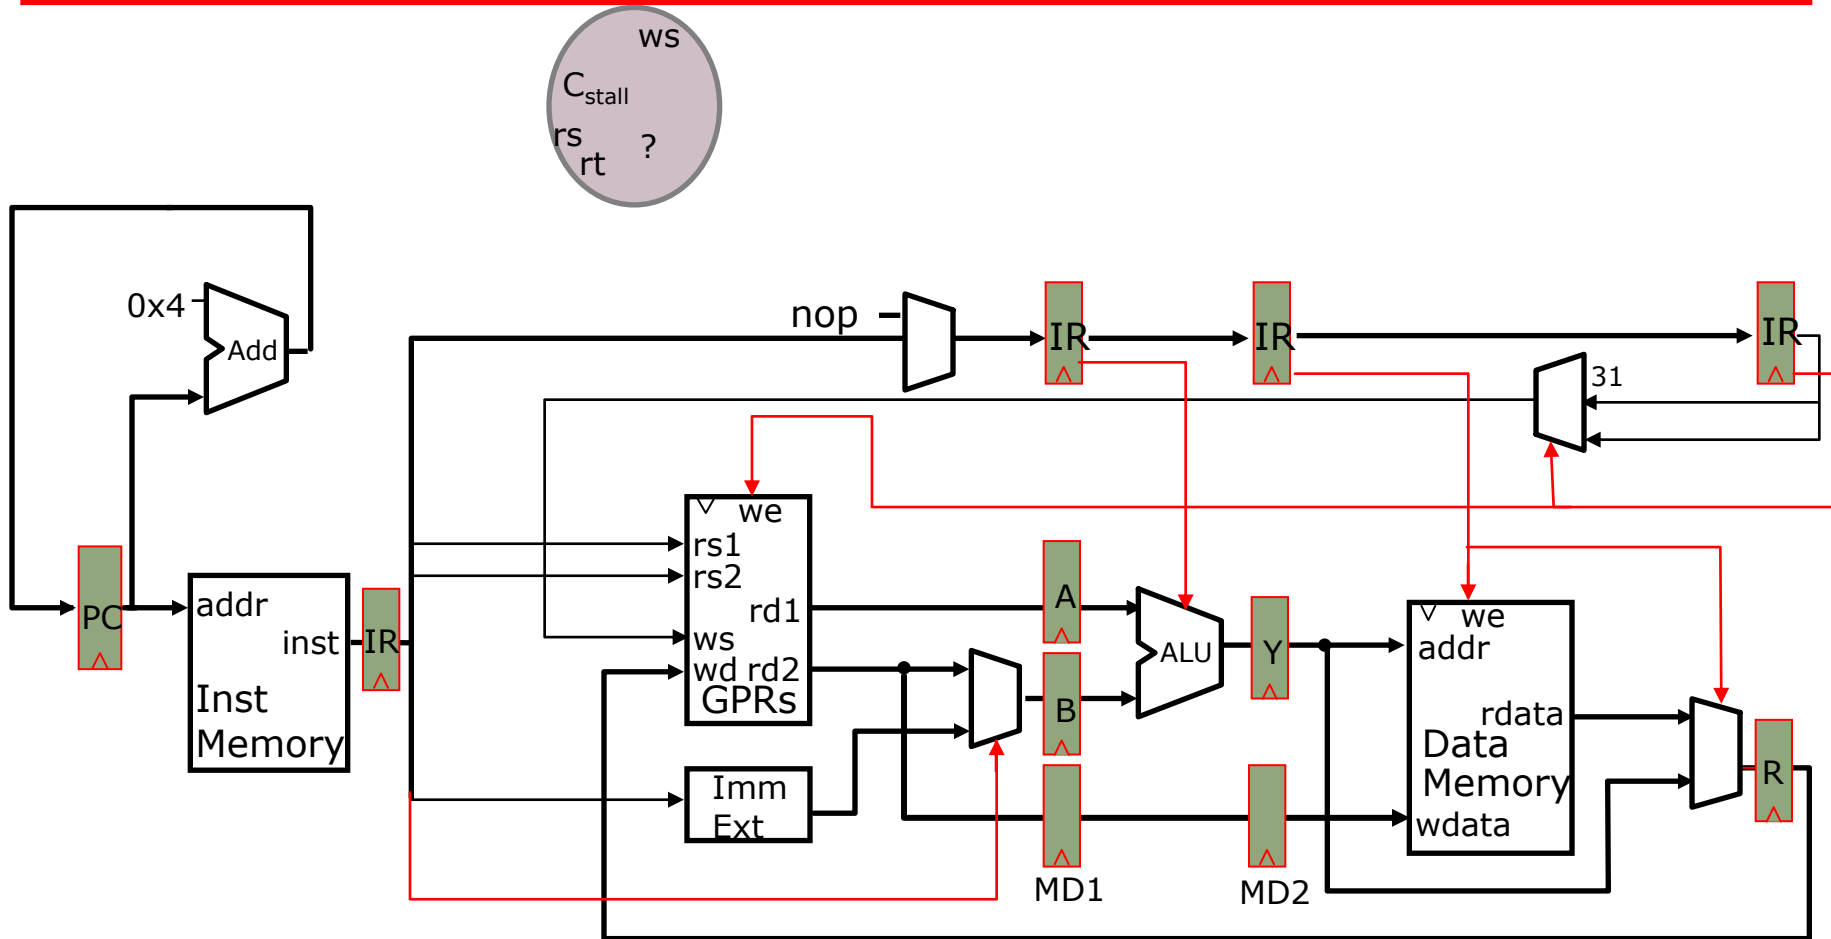 ws
C stall
rs
rt
?
0x4
Add
nop
IR
IR
IR
31
we
rs1
rs2
rd1
ws
wd rd2
GPRs
PC
addr
inst
Inst
Memory
IR
A
B
ALU
Y
we
addr
rdata
Data
Memory
wdata
R
Imm
Ext
MD1
MD2